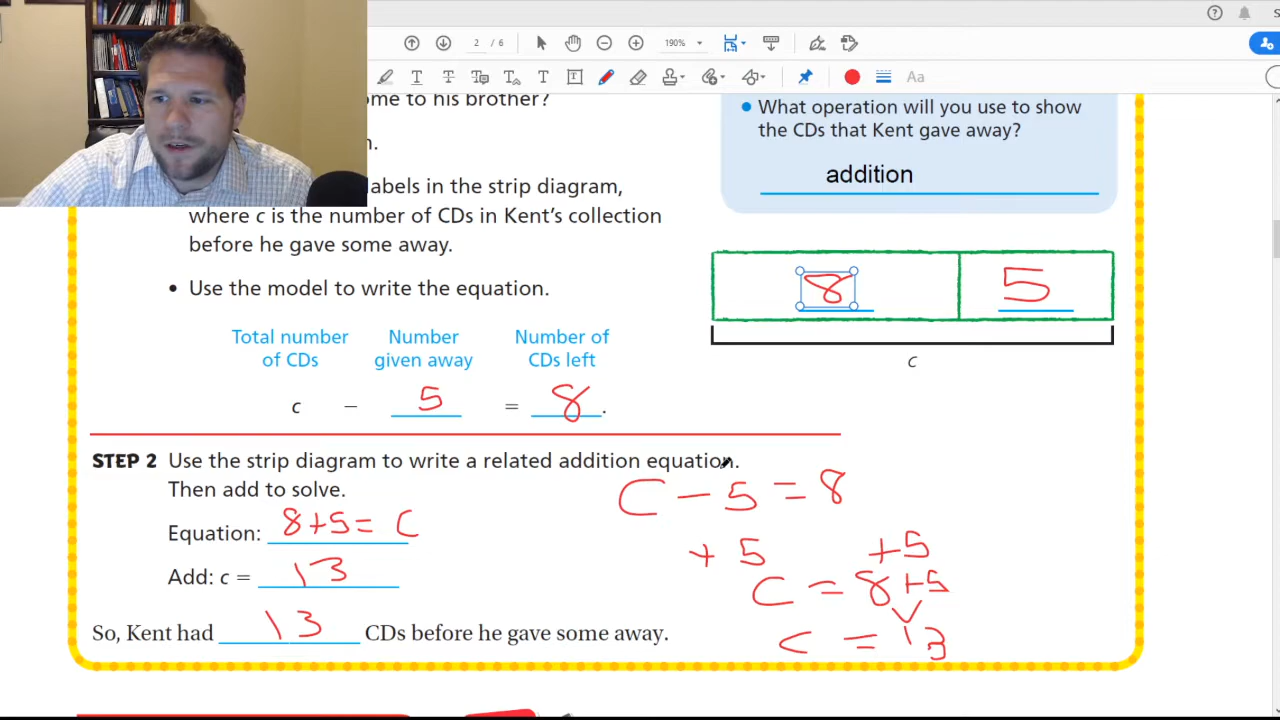 2 / 6
190%
Aa
ome to his brother?
n.
labels in the strip diagram,
where c is the number of CDs in Kent's collection
before he gave some away.
• Use the model to write the equation.
Total number of CDs
Number given away
Number of CDs left
c − 5 = 8.
• What operation will you use to show
the CDs that Kent gave away?
addition
8 5
c
STEP 2 Use the strip diagram to write a related addition equation.
Then add to solve.
Equation: 8+5= C
Add: c = 13
So, Kent had 13 CDs before he gave some away.
C − 5 = 8
+ 5 +5
C = 8+5
C = 13